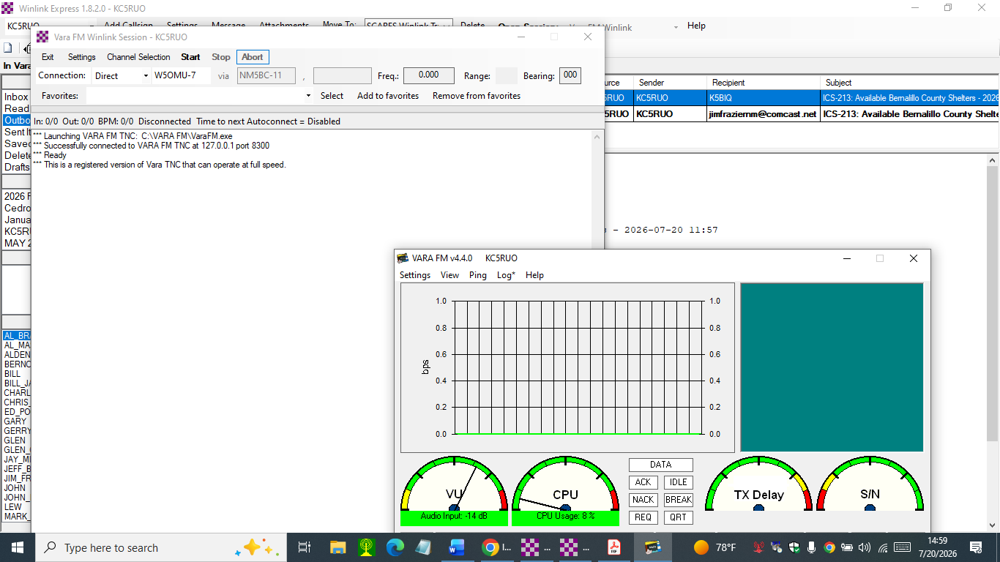 Winlink Express 1.8.2.0 - KC5RUO
KC5RUO Add Callsign Settings Message Attachments Move To: SCARES Winlink Tr Delete Open Session: Vara FM Winlink Help
Vara FM Winlink Session - KC5RUO
Exit Settings Channel Selection Start Stop Abort
Connection: Direct W5OMU-7 via NM5BC-11 , Freq.: 0.000 Range: Bearing: 000
Favorites: Select Add to favorites Remove from favorites
In: 0/0 Out: 0/0 BPM: 0/0 Disconnected Time to next Autoconnect = Disabled
*** Launching VARA FM TNC: C:\VARA FM\VaraFM.exe
*** Successfully connected to VARA FM TNC at 127.0.0.1 port 8300
*** Ready
*** This is a registered version of Vara TNC that can operate at full speed.
In Vara
Inbox
Read
Outbo
Sent It
Saved
Delete
Drafts
2026 F
Cedro
Janua
KC5RU
MAY 2
AL_BR
AL_MA
ALDEN
BERNC
BILL
BILL_JA
CHARL
CHRIS_
ED_PO
GARY
GERRY
GLEN
GLEN_
JAY_M
JEFF_B
JIM_FR
JOHN
JOHN_
LEW
MARK_
urce Sender Recipient Subject
5RUO KC5RUO K5BIQ ICS-213: Available Bernalillo County Shelters - 2026
5RUO KC5RUO jimfraziernm@comcast.net ICS-213: Available Bernalillo County Shelte
s - 2026-07-20 11:57
VARA FM v4.4.0 KC5RUO
Settings View Ping Log* Help
1.0 1.0
0.8 0.8
0.6 0.6
bps
0.4 0.4
0.2 0.2
0.0 0.0
VU
Audio Input: -14 dB
CPU
CPU Usage: 8 %
DATA
ACK IDLE
NACK BREAK
REQ QRT
TX Delay
S/N
Type here to search
W I... ... ... 78°F 14:59
7/20/2026